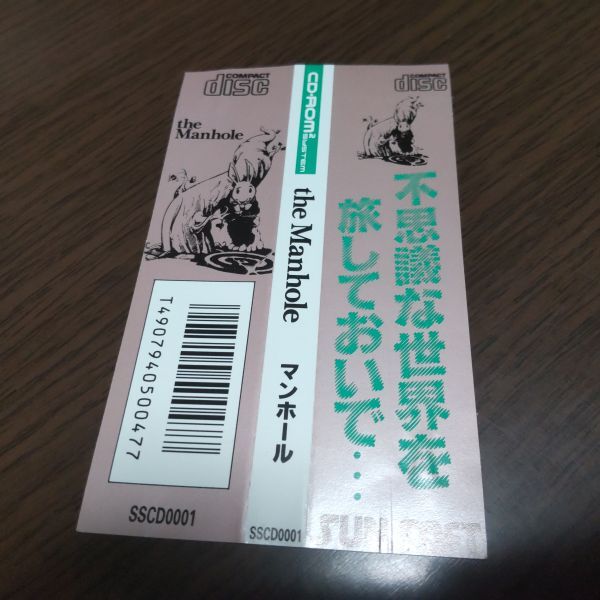 COMPACT
disc
the
Manhole
T4907940500477
SSCD0001
CD-ROM2
SYSTEM
the Manhole
マンホール
SSCD0001
COMPACT
disc
不思議な世界を
旅しておいで…
SUNSOFT